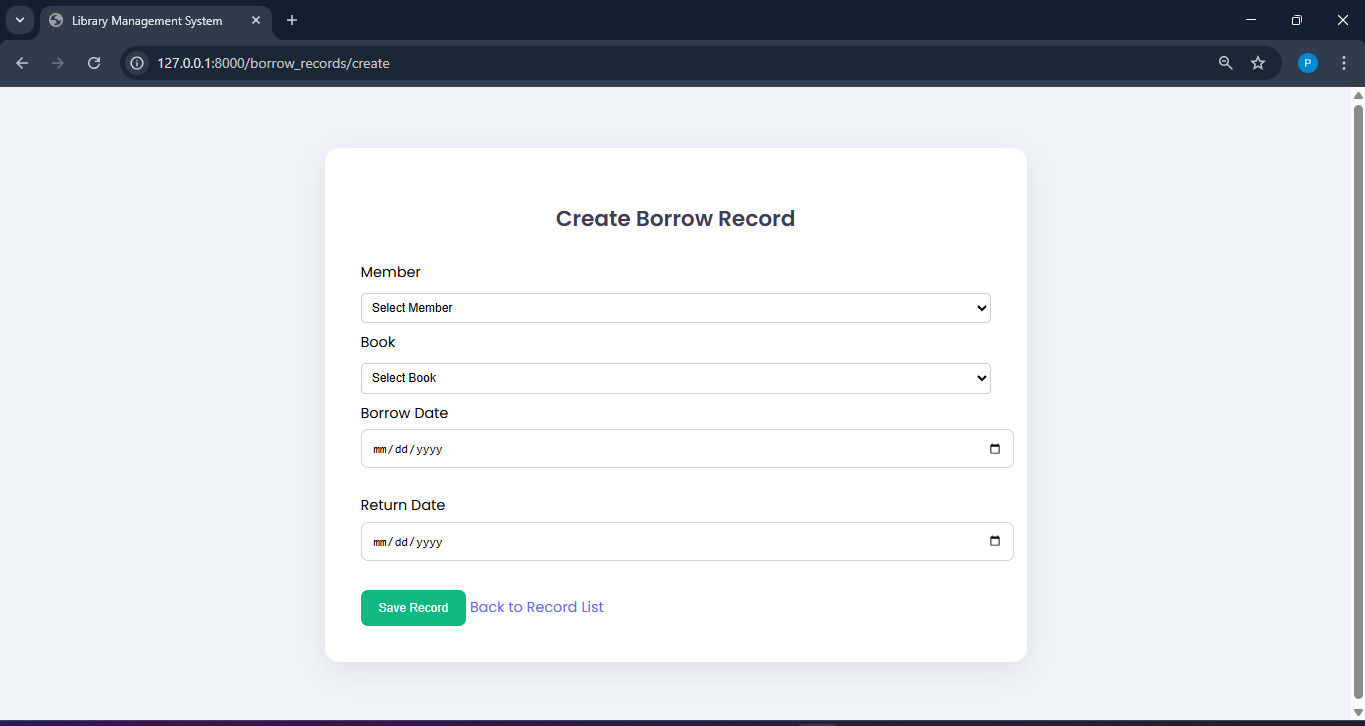 Library Management System
127.0.0.1:8000/borrow_records/create
P
Create Borrow Record
Member
Select Member
Book
Select Book
Borrow Date
mm/dd/yyyy
Return Date
mm/dd/yyyy
Save Record Back to Record List